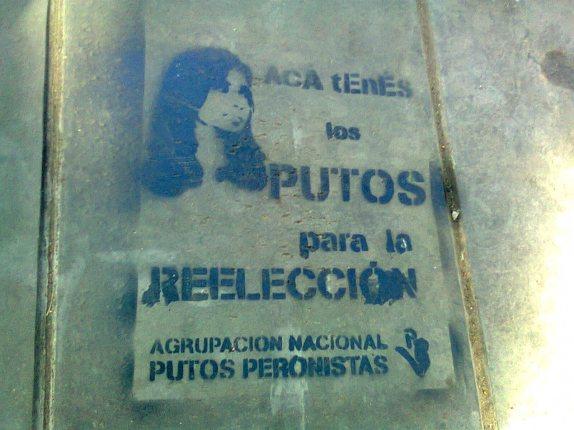 ACA tEnÉs
los
PUTOS
para la
REELECCIÓN
AGRUPACION NACIONAL
PUTOS PERONISTAS